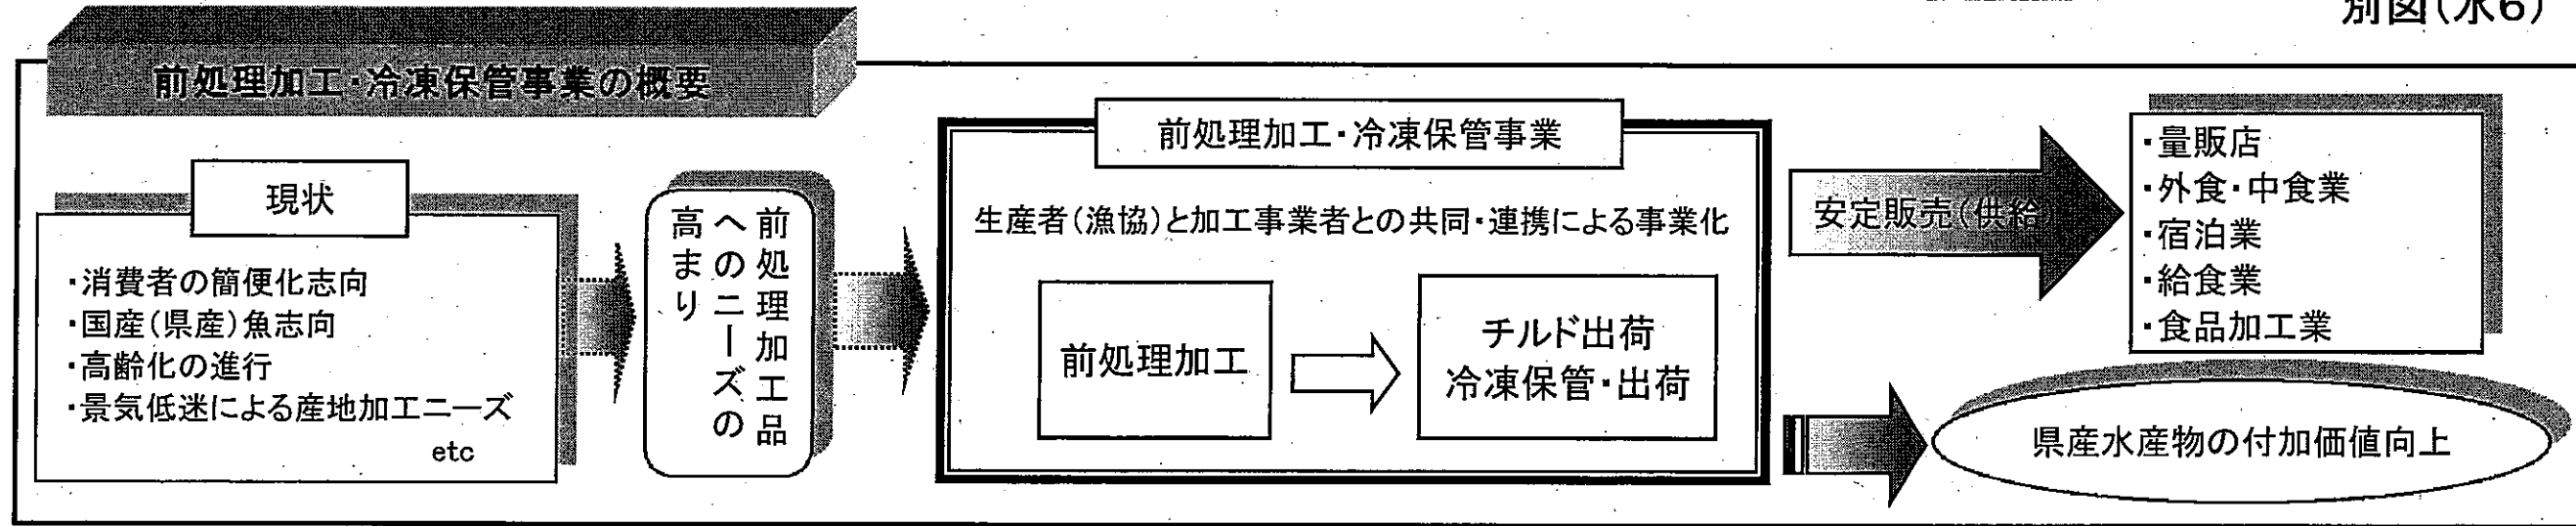 別図(水6)
前処理加工・冷凍保管事業の概要
現状
・消費者の簡便化志向
・国産(県産)魚志向
・高齢化の進行
・景気低迷による産地加工ニーズ
etc
前処理加工品
へのニーズの
高まり
前処理加工・冷凍保管事業
生産者(漁協)と加工事業者との共同・連携による事業化
前処理加工
チルド出荷
冷凍保管・出荷
安定販売(供給)
・量販店
・外食・中食業
・宿泊業
・給食業
・食品加工業
県産水産物の付加価値向上